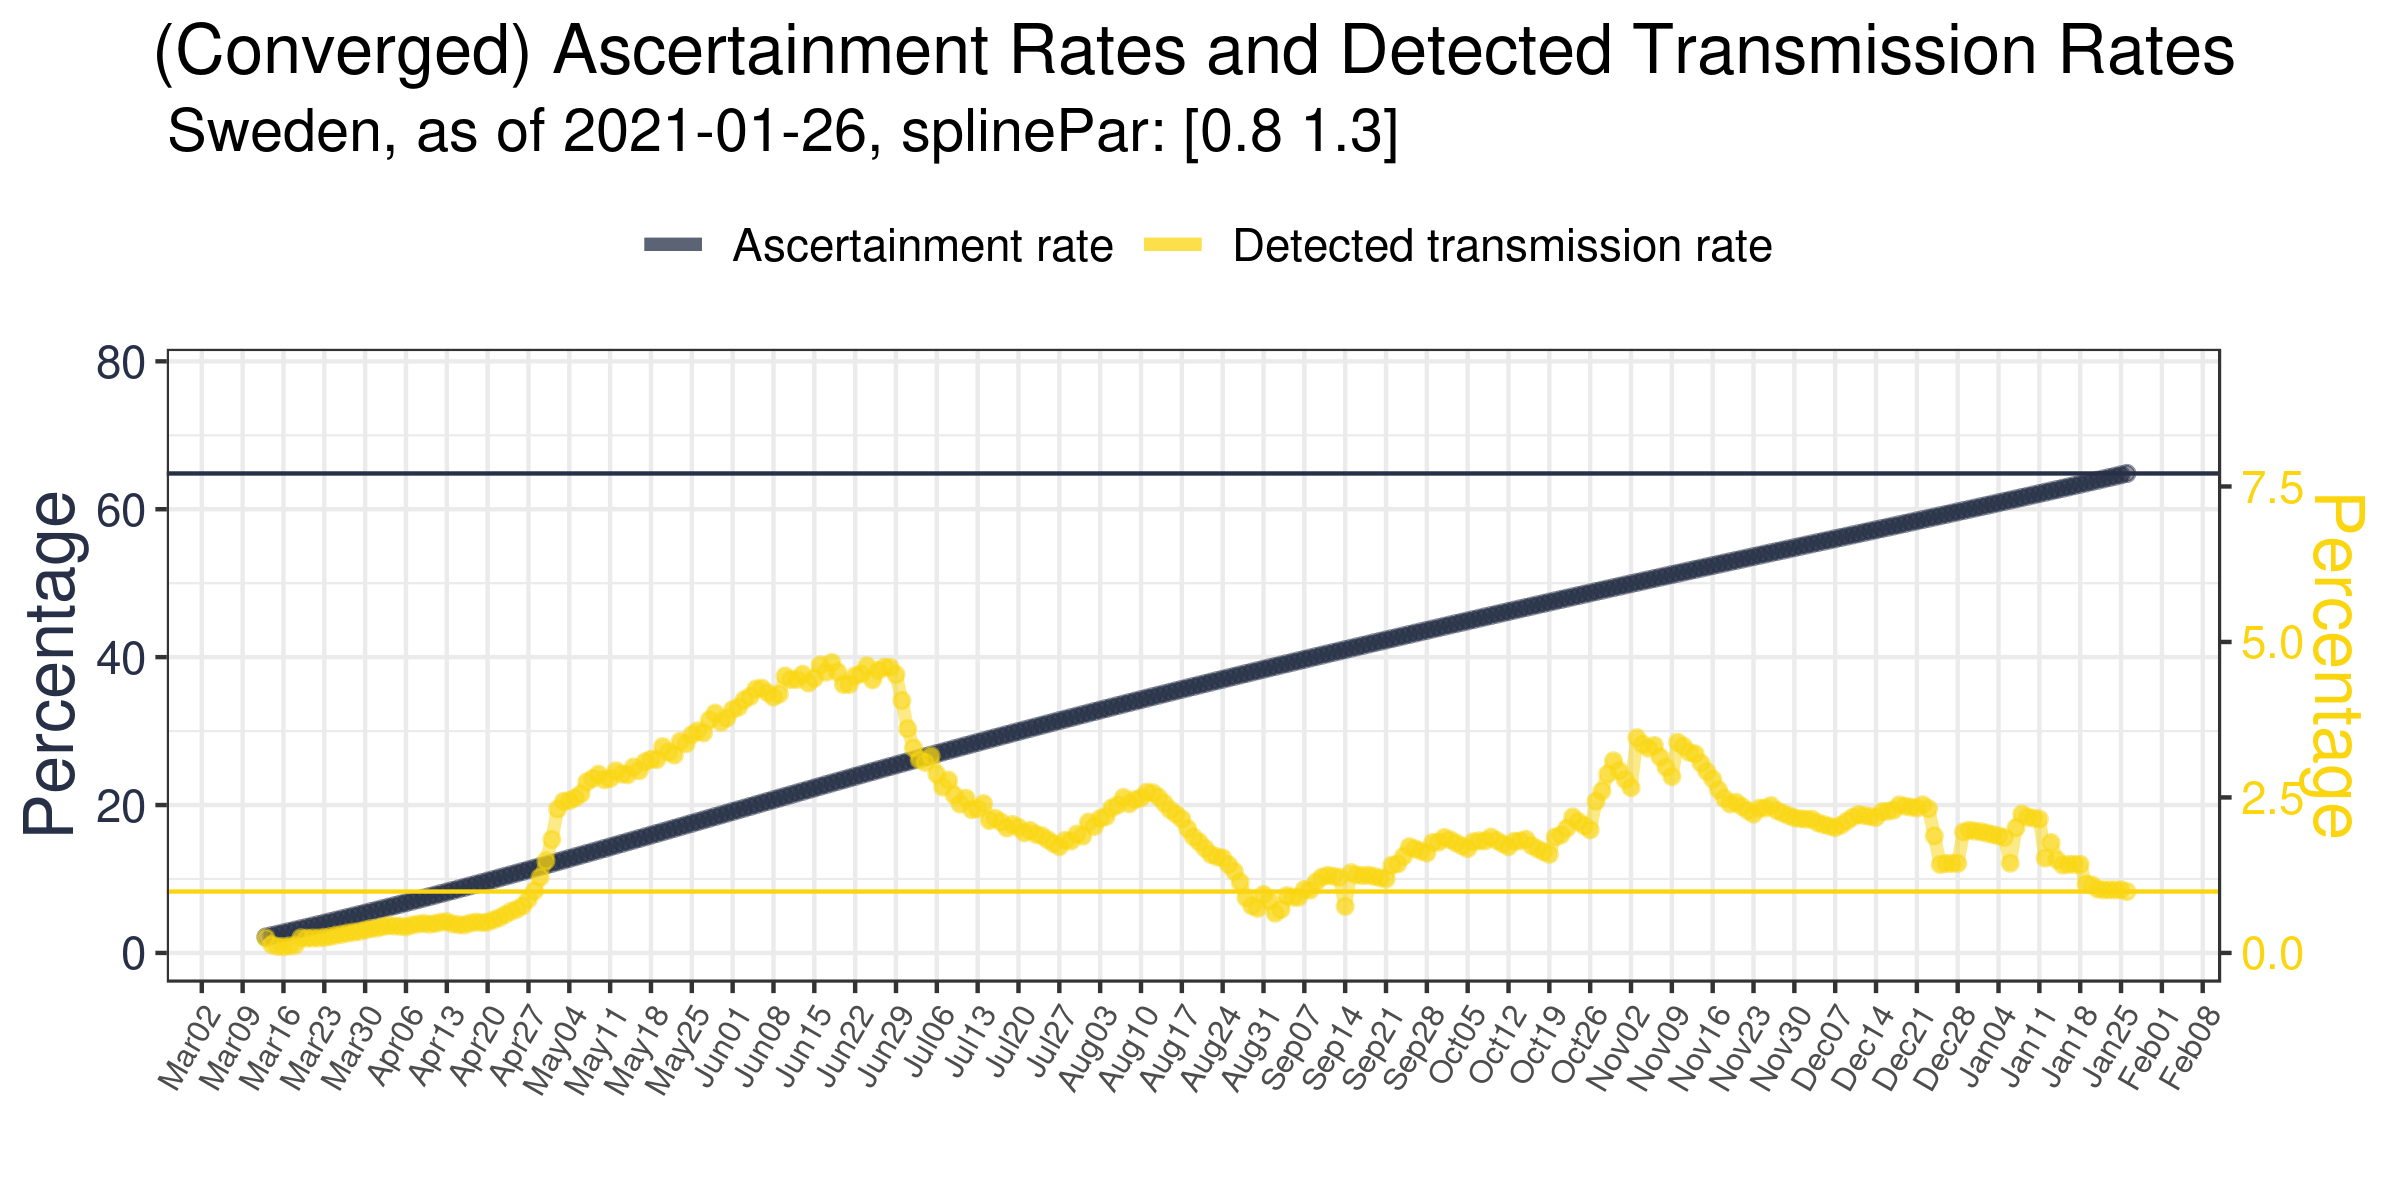 (Converged) Ascertainment Rates and Detected Transmission Rates
Sweden, as of 2021-01-26, splinePar: [0.8 1.3]
Ascertainment rate Detected transmission rate
Percentage
80
60
40
20
0
7.5
5.0
2.5
0.0
Percentage
Mar02 Mar09 Mar16 Mar23 Mar30 Apr06 Apr13 Apr20 Apr27 May04 May11 May18 May25 Jun01 Jun08 Jun15 Jun22 Jun29 Jul06 Jul13 Jul20 Jul27 Aug03 Aug10 Aug17 Aug24 Aug31 Sep07 Sep14 Sep21 Sep28 Oct05 Oct12 Oct19 Oct26 Nov02 Nov09 Nov16 Nov23 Nov30 Dec07 Dec14 Dec21 Dec28 Jan04 Jan11 Jan18 Jan25 Feb01 Feb08